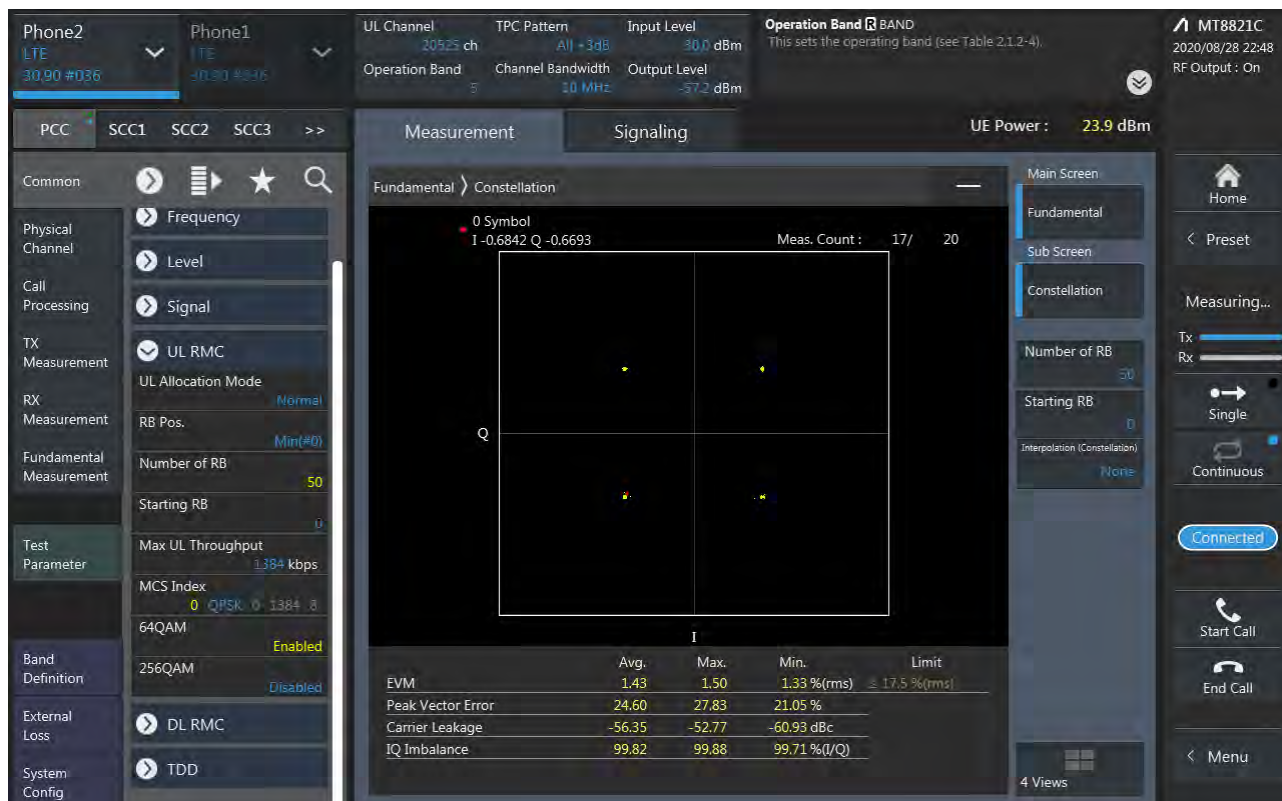 Phone2
LTE
30.90 #036
Phone1
LTE
30.90 #036
UL Channel
20525 ch
TPC Pattern
All +3dB
Input Level
30.0 dBm
Operation Band
5
Channel Bandwidth
10 MHz
Output Level
-57.2 dBm
Operation Band R BAND
This sets the operating band (see Table 2.1.2-4).
MT8821C
2020/08/28 22:48
RF Output : On
PCC SCC1 SCC2 SCC3 >>
Measurement
Signaling
UE Power : 23.9 dBm
Common
Physical
Channel
Call
Processing
TX
Measurement
RX
Measurement
Fundamental
Measurement
Test
Parameter
Band
Definition
External
Loss
System
Config
Frequency
Level
Signal
UL RMC
UL Allocation Mode
Normal
RB Pos.
Min(#0)
Number of RB
50
Starting RB
0
Max UL Throughput
1384 kbps
MCS Index
0 QPSK 0 1384 8
64QAM
Enabled
256QAM
Disabled
DL RMC
TDD
Fundamental 〉 Constellation
0 Symbol
I -0.6842 Q -0.6693
Meas. Count : 17/ 20
Q
I
Avg. Max. Min. Limit
EVM 1.43 1.50 1.33 %(rms) ≤ 17.5 %(rms)
Peak Vector Error 24.60 27.83 21.05 %
Carrier Leakage -56.35 -52.77 -60.93 dBc
IQ Imbalance 99.82 99.88 99.71 %(I/Q)
Main Screen
Fundamental
Sub Screen
Constellation
Number of RB
50
Starting RB
0
Interpolation (Constellation)
None
4 Views
Home
< Preset
Measuring...
Tx
Rx
Single
Continuous
Connected
Start Call
End Call
< Menu